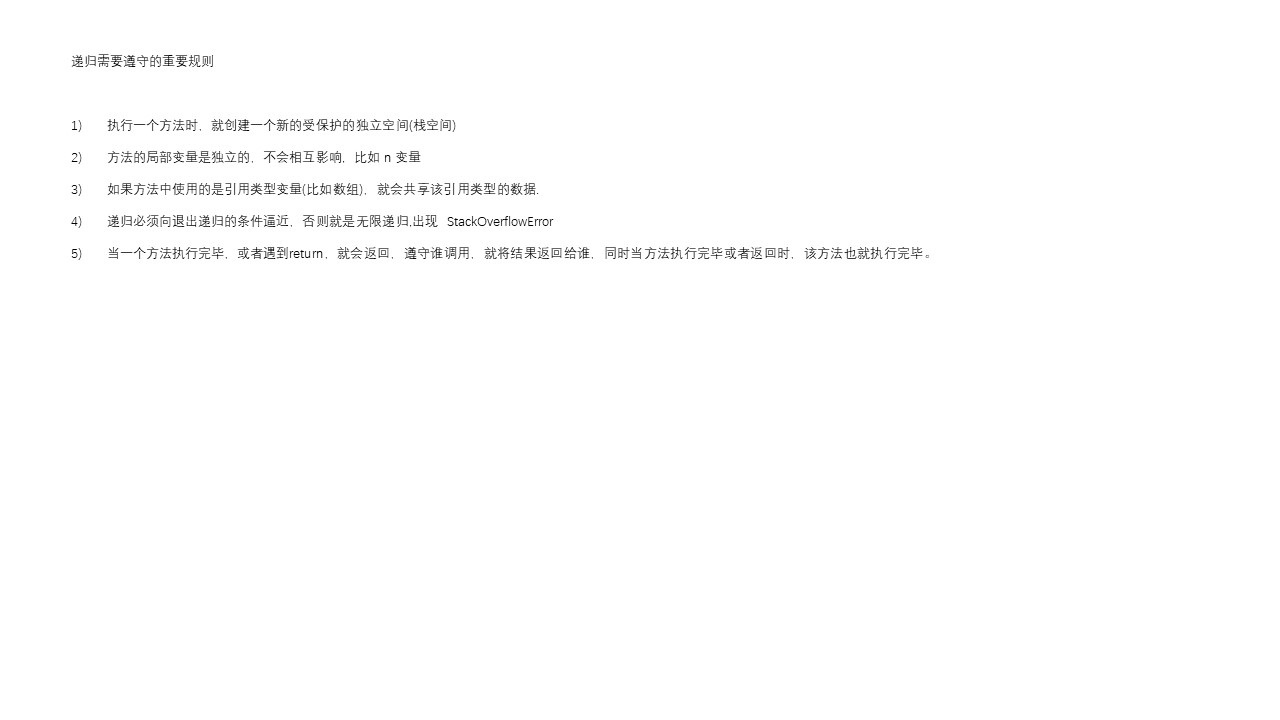 递归需要遵守的重要规则
1) 执行一个方法时，就创建一个新的受保护的独立空间(栈空间)
2) 方法的局部变量是独立的，不会相互影响，比如 n 变量
3) 如果方法中使用的是引用类型变量(比如数组)，就会共享该引用类型的数据.
4) 递归必须向退出递归的条件逼近，否则就是无限递归,出现 StackOverflowError
5) 当一个方法执行完毕，或者遇到return，就会返回，遵守谁调用，就将结果返回给谁，同时当方法执行完毕或者返回时，该方法也就执行完毕。